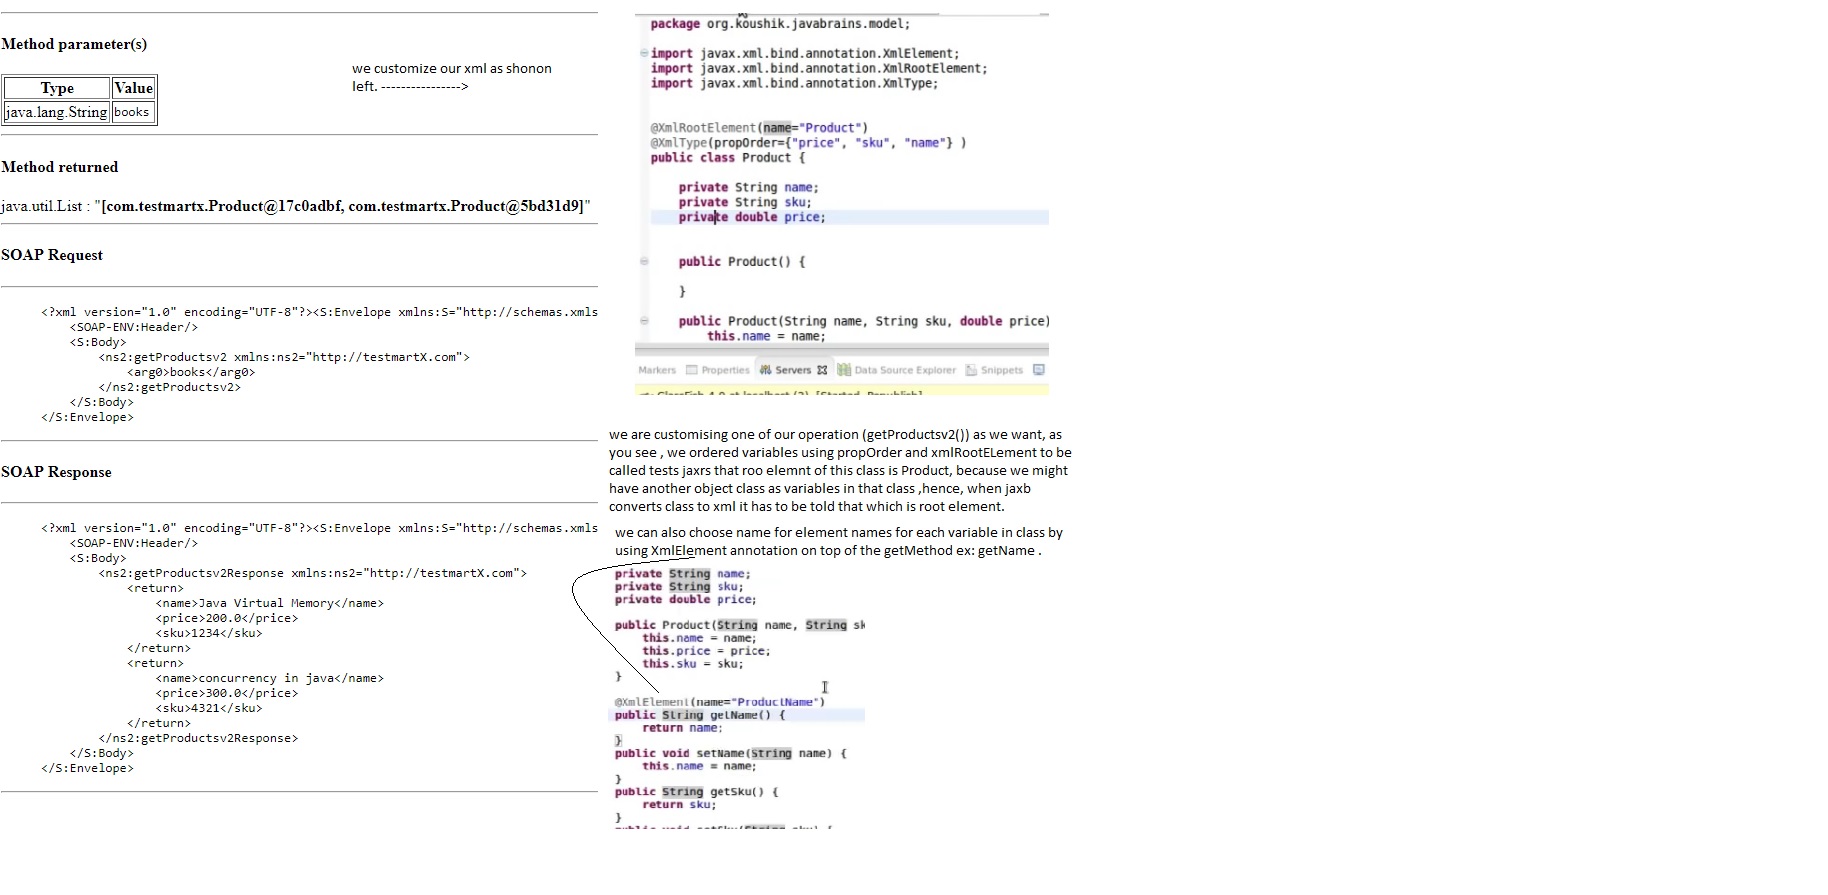 Method parameter(s)
Type Value
java.lang.String books
Method returned
java.util.List : "[com.testmartx.Product@17c0adbf, com.testmartx.Product@5bd31d9]"
SOAP Request
<?xml version="1.0" encoding="UTF-8"?><S:Envelope xmlns:S="http://schemas.xmls
<SOAP-ENV:Header/>
<S:Body>
<ns2:getProductsv2 xmlns:ns2="http://testmartX.com">
<arg0>books</arg0>
</ns2:getProductsv2>
</S:Body>
</S:Envelope>
SOAP Response
<?xml version="1.0" encoding="UTF-8"?><S:Envelope xmlns:S="http://schemas.xmls
<SOAP-ENV:Header/>
<S:Body>
<ns2:getProductsv2Response xmlns:ns2="http://testmartX.com">
<return>
<name>Java Virtual Memory</name>
<price>200.0</price>
<sku>1234</sku>
</return>
<return>
<name>concurrency in java</name>
<price>300.0</price>
<sku>4321</sku>
</return>
</ns2:getProductsv2Response>
</S:Body>
</S:Envelope>
we customize our xml as shonon
left. ---------------->
package org.koushik.javabrains.model;
import javax.xml.bind.annotation.XmlElement;
import javax.xml.bind.annotation.XmlRootElement;
import javax.xml.bind.annotation.XmlType;
@XmlRootElement(name="Product")
@XmlType(propOrder={"price", "sku", "name"} )
public class Product {
private String name;
private String sku;
private double price;
public Product() {
}
public Product(String name, String sku, double price)
this.name = name;
Markers Properties Servers Data Source Explorer Snippets
GlassFish 4.0 at localhost (2) [Started, Republish]
we are customising one of our operation (getProductsv2()) as we want, as
you see , we ordered variables using propOrder and xmlRootELement to be
called tests jaxrs that roo elemnt of this class is Product, because we might
have another object class as variables in that class ,hence, when jaxb
converts class to xml it has to be told that which is root element.
we can also choose name for element names for each variable in class by
using XmlElement annotation on top of the getMethod ex: getName .
private String name;
private String sku;
private double price;
public Product(String name, String sk
this.name = name;
this.price = price;
this.sku = sku;
}
@XmlElement(name="ProductName")
public String getName() {
return name;
}
public void setName(String name) {
this.name = name;
}
public String getSku() {
return sku;
}
public void setSku(String sku) {